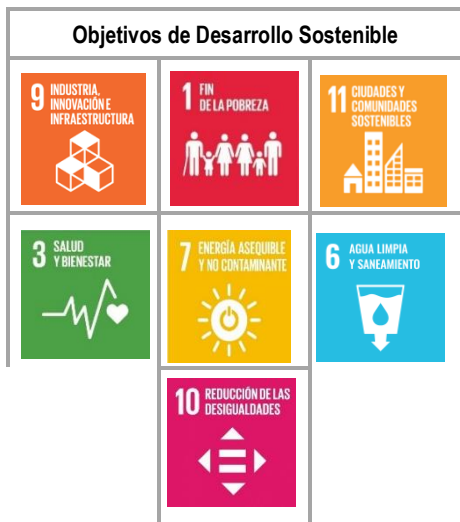 Objetivos de Desarrollo Sostenible
9 INDUSTRIA,
INNOVACIÓN E
INFRAESTRUCTURA
1 FIN
DE LA POBREZA
11 CIUDADES Y
COMUNIDADES
SOSTENIBLES
3 SALUD
Y BIENESTAR
7 ENERGÍA ASEQUIBLE
Y NO CONTAMINANTE
6 AGUA LIMPIA
Y SANEAMIENTO
10 REDUCCIÓN DE LAS
DESIGUALDADES